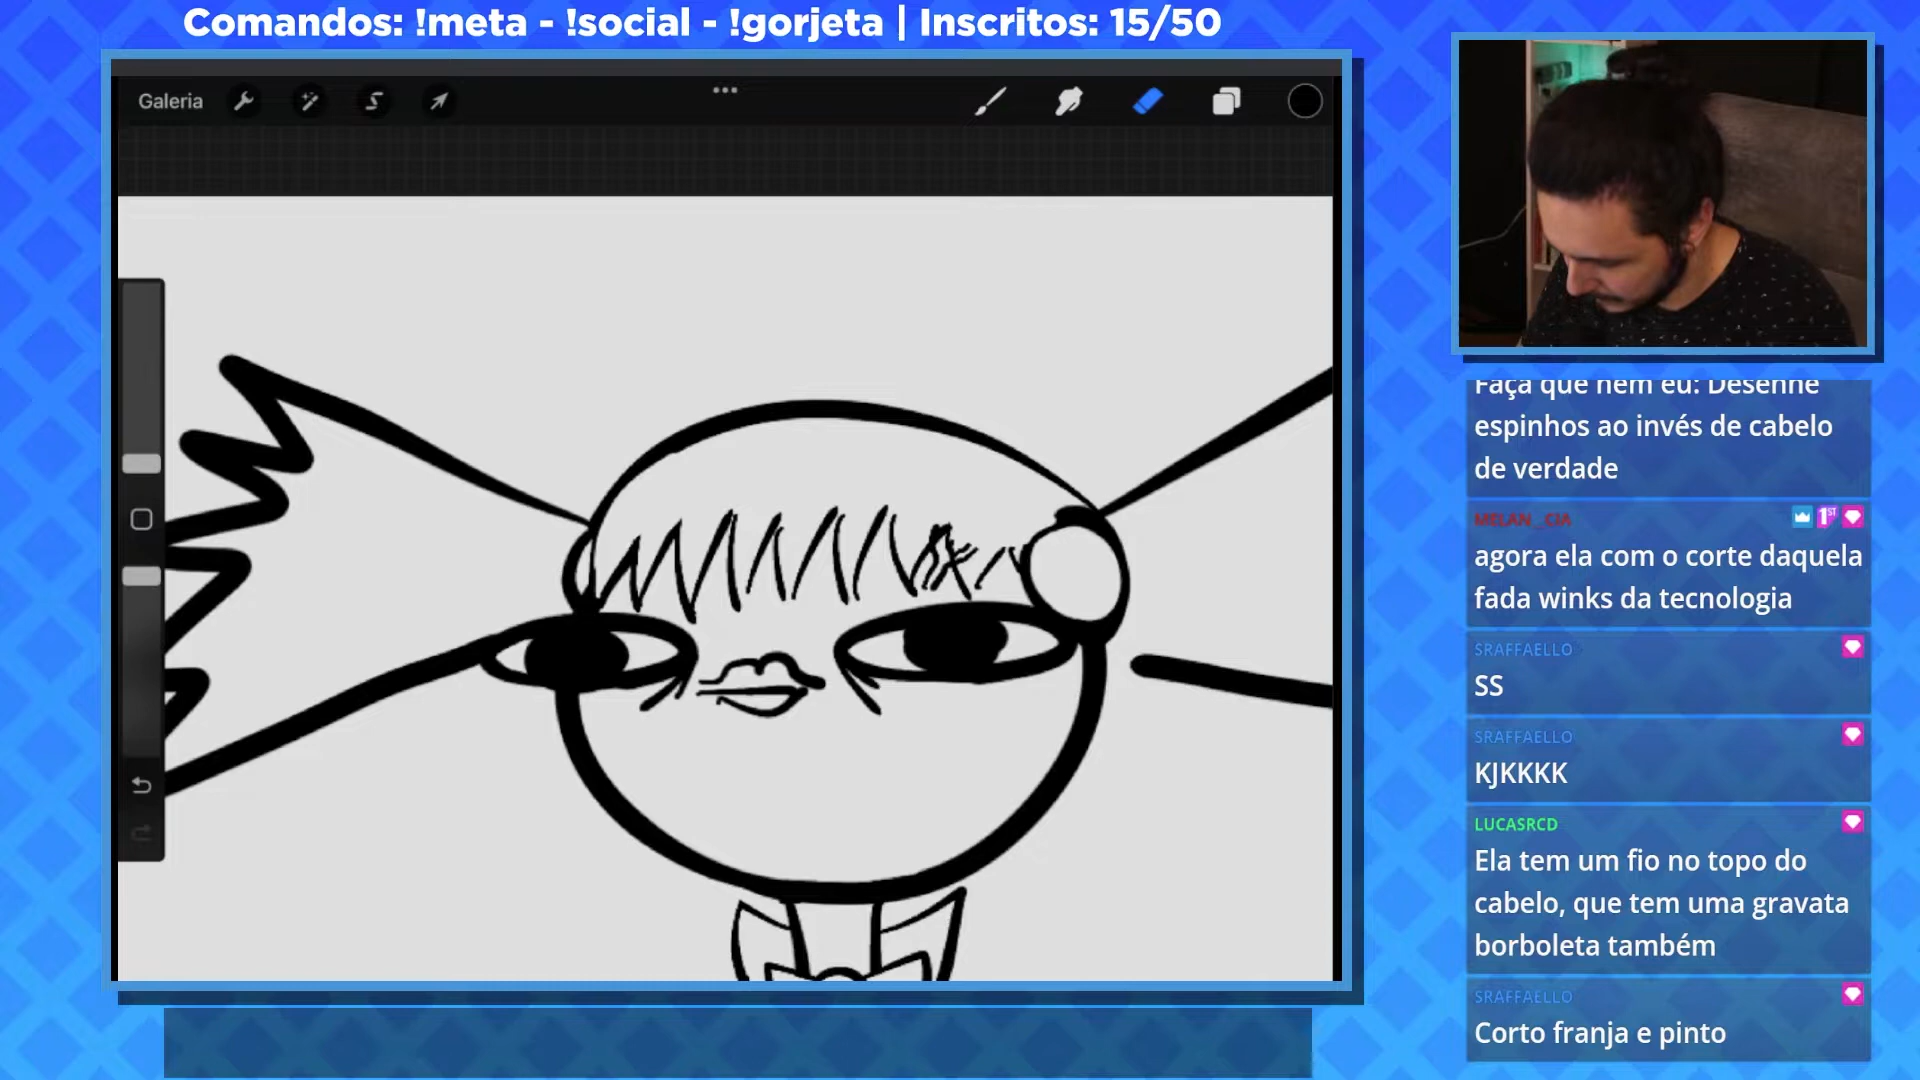 Comandos: !meta - !social - !gorjeta | Inscritos: 15/50
Galeria
Faça que nem eu: Desenhe
espinhos ao invés de cabelo
de verdade
MELAN__CIA
agora ela com o corte daquela
fada winks da tecnologia
SRAFFAELLO
SS
SRAFFAELLO
KJKKKK
LUCASRCD
Ela tem um fio no topo do
cabelo, que tem uma gravata
borboleta também
SRAFFAELLO
Corto franja e pinto